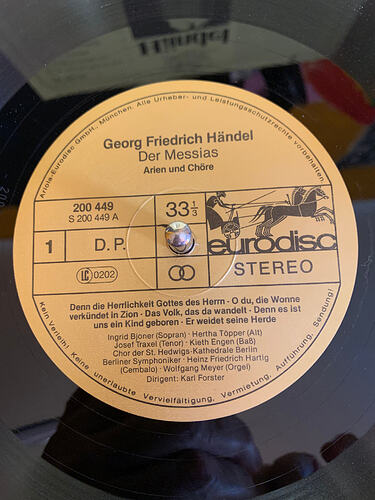 Händel
Ariola-Eurodisc GmbH., München. Alle Urheber- und Leistungsschutzrechte vorbehalten
Georg Friedrich Händel
Der Messias
Arien und Chöre
200 449
S 200 449 A
33 1/3
1
D. P.
eurodisc
LC 0202
STEREO
Denn die Herrlichkeit Gottes des Herrn · O du, die Wonne
verkündet in Zion · Das Volk, das da wandelt · Denn es ist
uns ein Kind geboren · Er weidet seine Herde
Ingrid Bjoner (Sopran) · Hertha Töpper (Alt)
Josef Traxel (Tenor) · Kieth Engen (Baß)
Chor der St. Hedwigs-Kathedrale Berlin
Berliner Symphoniker · Heinz Friedrich Hartig
(Cembalo) · Wolfgang Meyer (Orgel)
Dirigent: Karl Forster
Kein Verleih! Keine unerlaubte Vervielfältigung, Vermietung, Aufführung, Sendung!